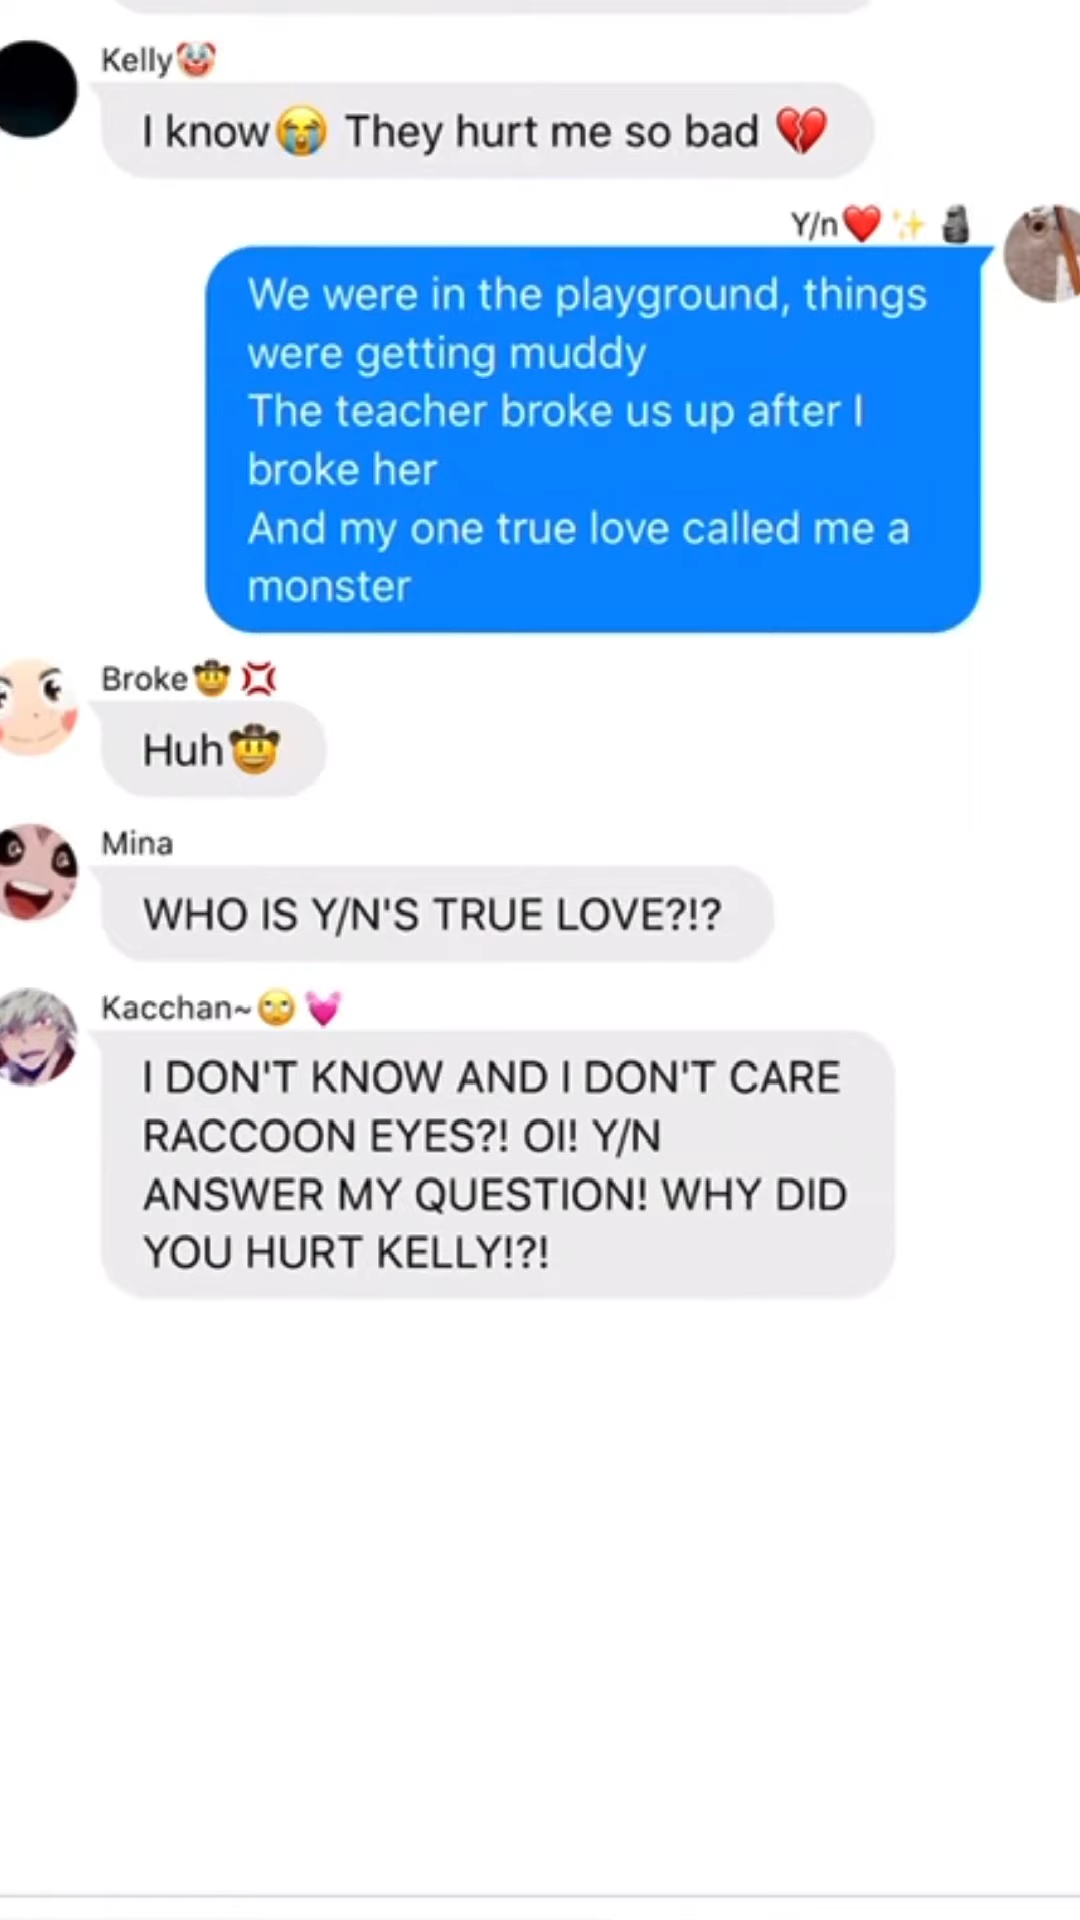 Kelly🤡
I know😭 They hurt me so bad 💔
Y/n❤️✨🗿
We were in the playground, things
were getting muddy
The teacher broke us up after I
broke her
And my one true love called me a
monster
Broke🤠💢
Huh🤠
Mina
WHO IS Y/N'S TRUE LOVE?!?
Kacchan~🙄💓
I DON'T KNOW AND I DON'T CARE
RACCOON EYES?! OI! Y/N
ANSWER MY QUESTION! WHY DID
YOU HURT KELLY!?!